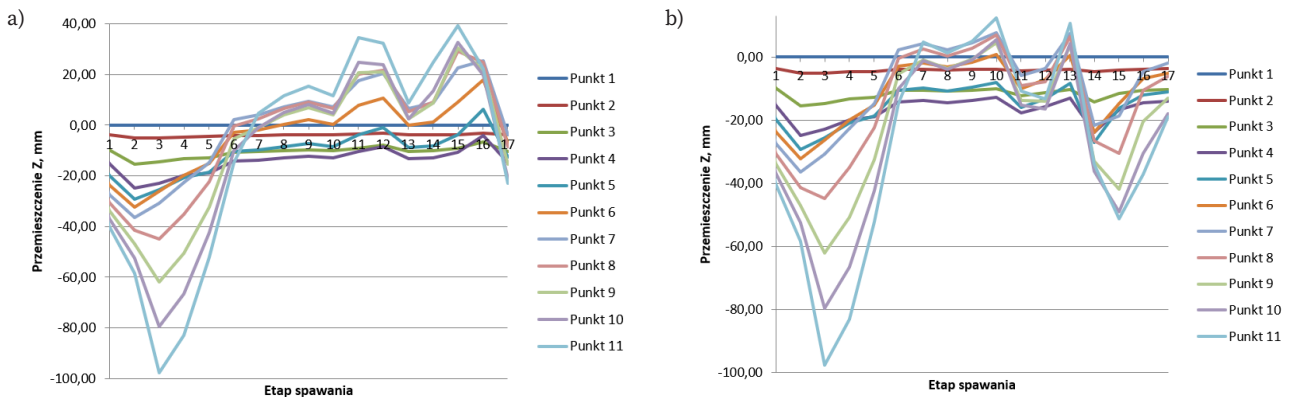 a)
40,00
20,00
0,00
-20,00
-40,00
-60,00
-80,00
-100,00
Przemieszczenie Z, mm
1 2 3 4 5 6 7 8 9 10 11 12 13 14 15 16 17
Etap spawania
Punkt 1
Punkt 2
Punkt 3
Punkt 4
Punkt 5
Punkt 6
Punkt 7
Punkt 8
Punkt 9
Punkt 10
Punkt 11
b)
0,00
-20,00
-40,00
-60,00
-80,00
-100,00
Przemieszczenie Z, mm
1 2 3 4 5 6 7 8 9 10 11 12 13 14 15 16 17
Etap spawania
Punkt 1
Punkt 2
Punkt 3
Punkt 4
Punkt 5
Punkt 6
Punkt 7
Punkt 8
Punkt 9
Punkt 10
Punkt 11